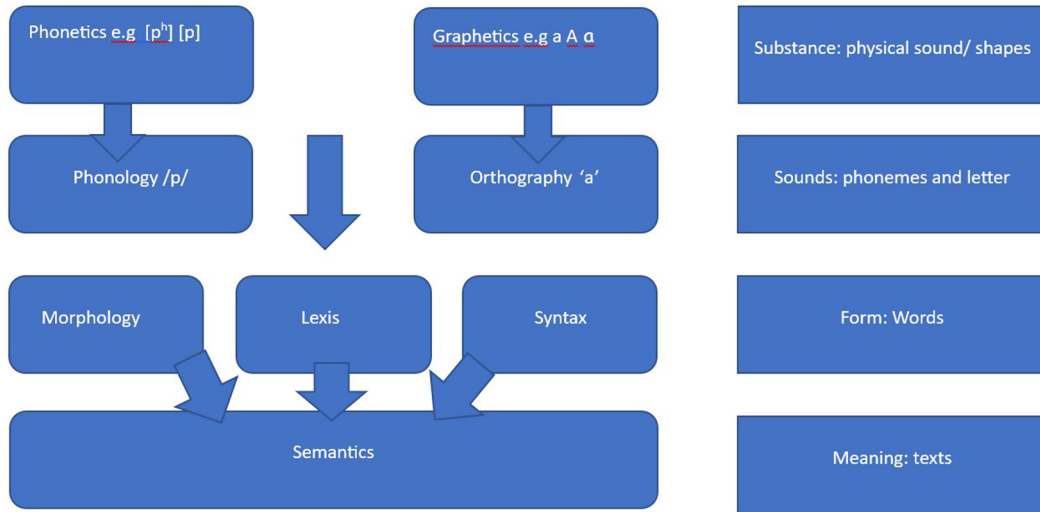 Phonetics e.g [pʰ] [p]
Graphetics e.g a A ɑ
Substance: physical sound/ shapes
Phonology /p/
Orthography ‘a’
Sounds: phonemes and letter
Morphology
Lexis
Syntax
Form: Words
Semantics
Meaning: texts